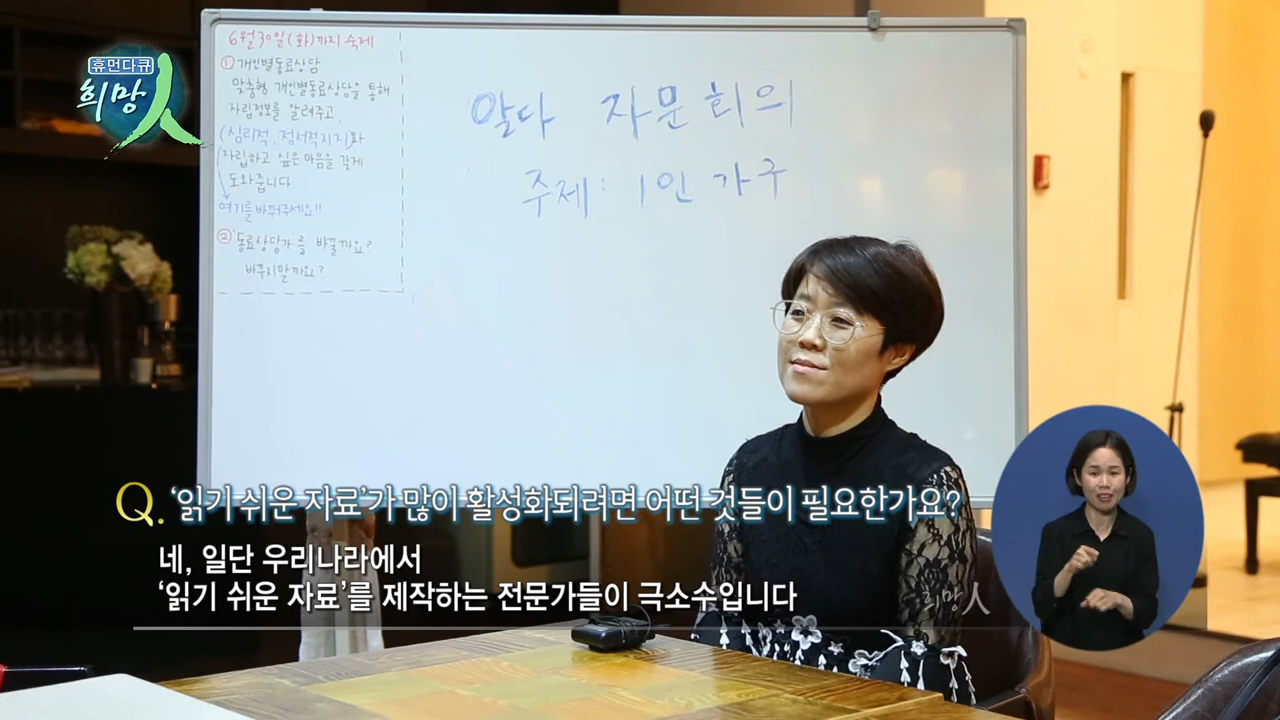 휴먼다큐
희망人
6월30일(화)까지 숙제
① 개인별동료상담
맞춤형 개인별동료상담을 통해
자립정보를 알려주고,
(심리적, 정서적지지)와
자립하고 싶은 마음을 갖게
도와줍니다
여기를 바꿔주세요!!
② '동료상담가'를 바꿀까요?
바꾸지말까요?
알다 자문회의
주제: 1인 가구
Q. '읽기 쉬운 자료'가 많이 활성화되려면 어떤 것들이 필요한가요?
네, 일단 우리나라에서
'읽기 쉬운 자료'를 제작하는 전문가들이 극소수입니다
희망人